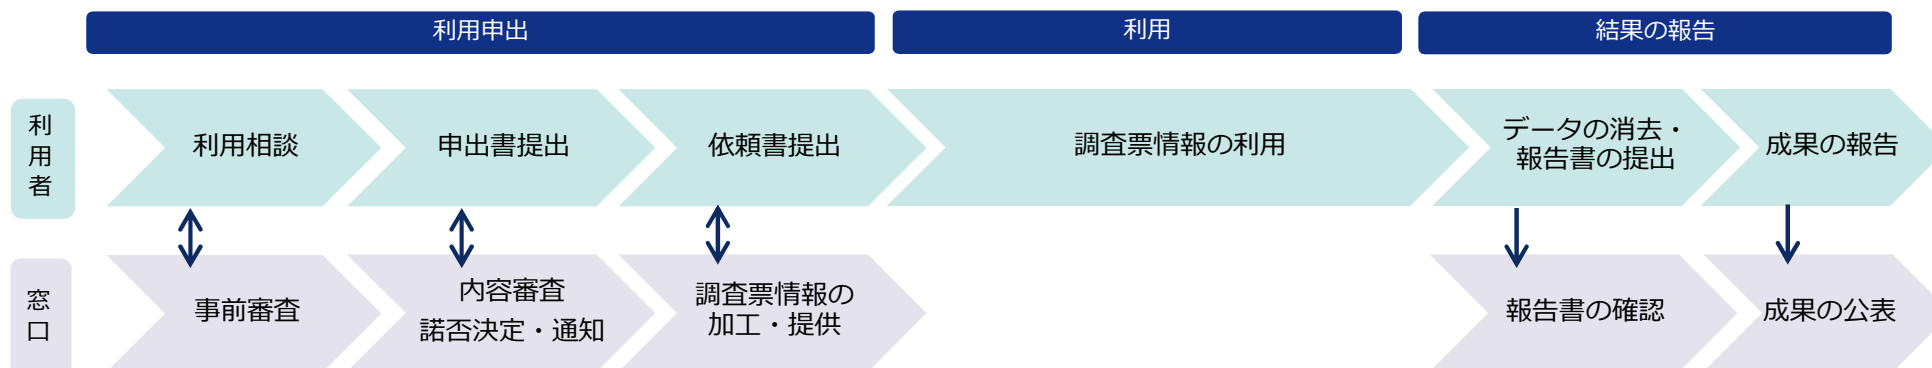 利用申出
利用
結果の報告
利用者
利用相談
申出書提出
依頼書提出
調査票情報の利用
データの消去・
報告書の提出
成果の報告
窓口
事前審査
内容審査
諾否決定・通知
調査票情報の
加工・提供
報告書の確認
成果の公表